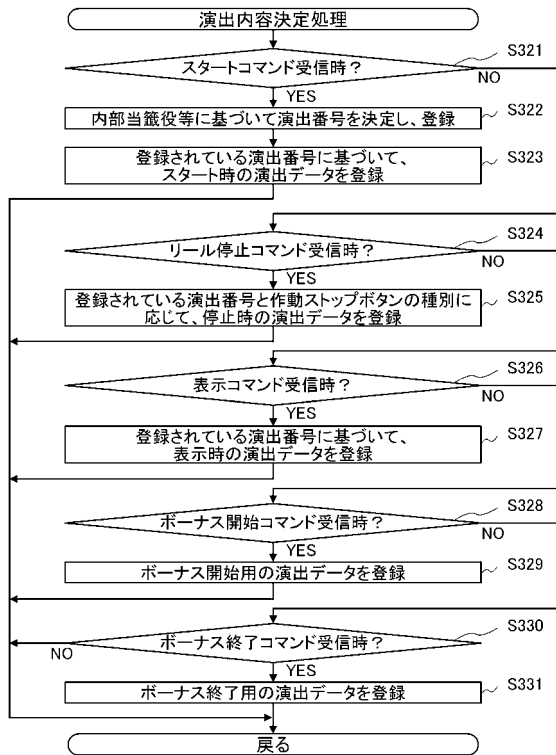 演出内容決定処理
S321
スタートコマンド受信時？
NO
YES
S322
内部当籤役等に基づいて演出番号を決定し、登録
S323
登録されている演出番号に基づいて、
スタート時の演出データを登録
S324
リール停止コマンド受信時？
NO
YES
S325
登録されている演出番号と作動ストップボタンの種別に
応じて、停止時の演出データを登録
S326
表示コマンド受信時？
NO
YES
S327
登録されている演出番号に基づいて、
表示時の演出データを登録
S328
ボーナス開始コマンド受信時？
NO
YES
S329
ボーナス開始用の演出データを登録
S330
ボーナス終了コマンド受信時？
NO
YES
S331
ボーナス終了用の演出データを登録
戻る